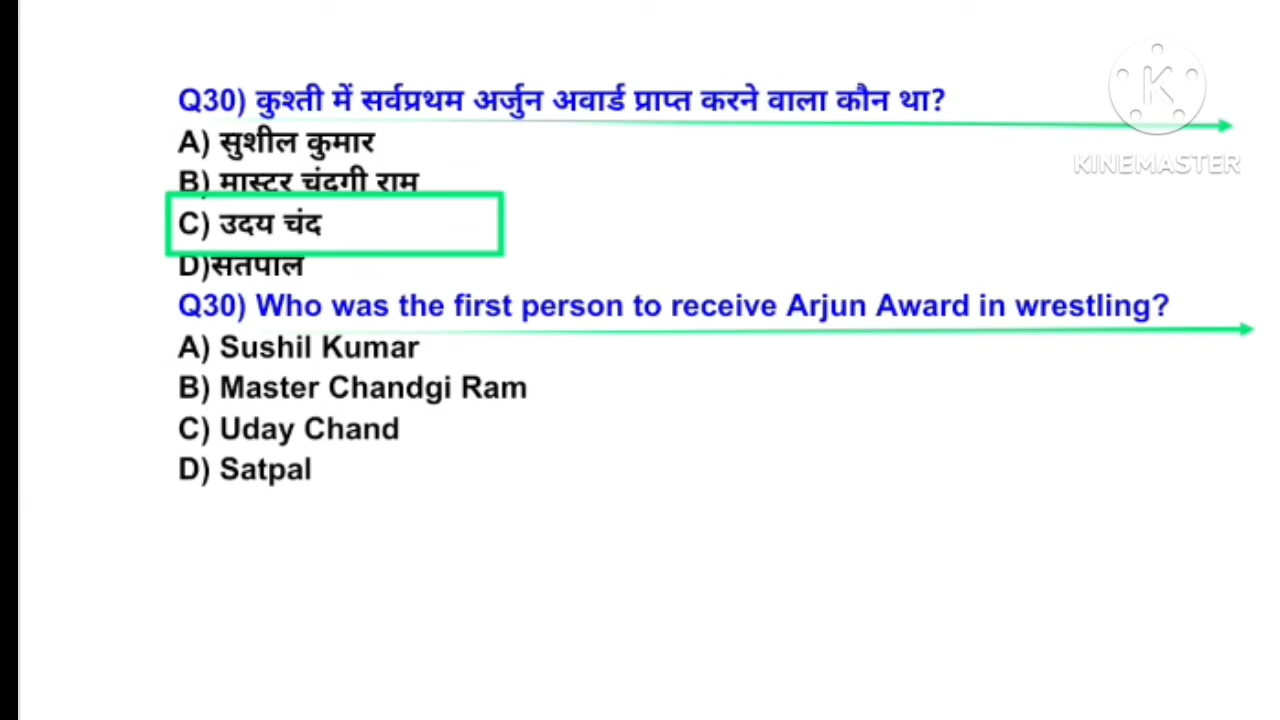 Q30) कुश्ती में सर्वप्रथम अर्जुन अवार्ड प्राप्त करने वाला कौन था?
A) सुशील कुमार
B) मास्टर चंदगी राम
C) उदय चंद
D)सतपाल
Q30) Who was the first person to receive Arjun Award in wrestling?
A) Sushil Kumar
B) Master Chandgi Ram
C) Uday Chand
D) Satpal
K
KINEMASTER